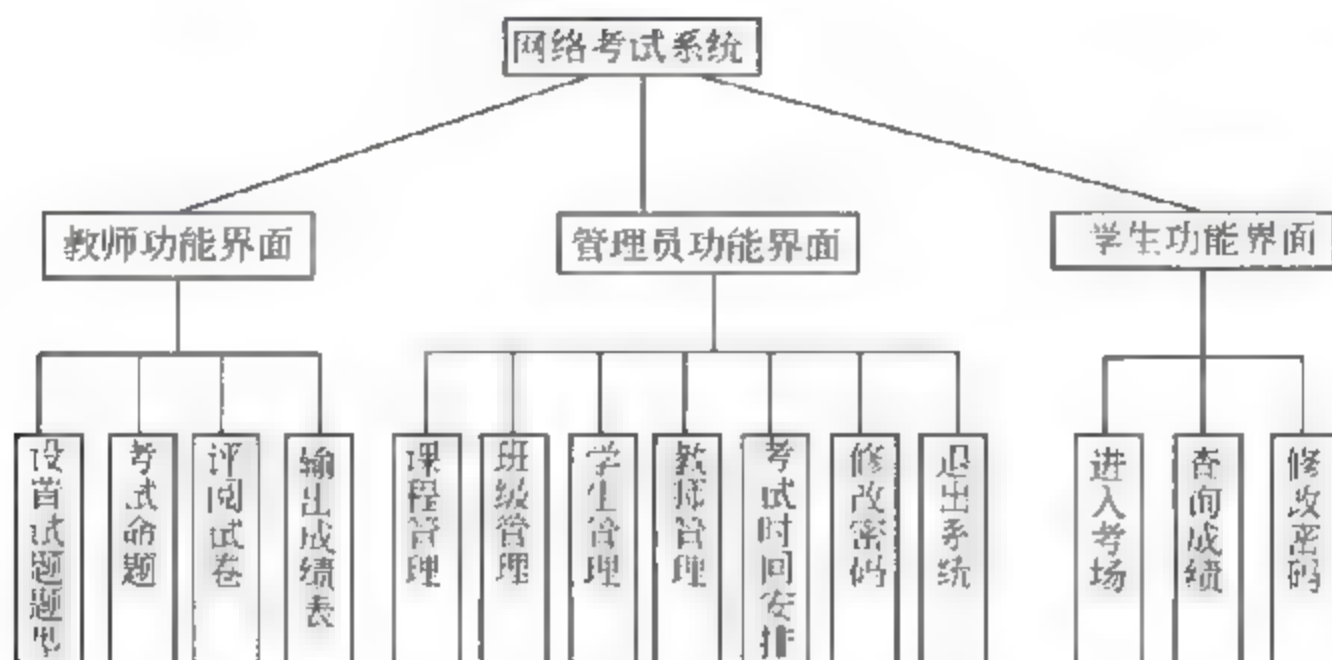 网络考试系统
教师功能界面
管理员功能界面
学生功能界面
设置试题题型
考试命题
评阅试卷
输出成绩表
课程管理
班级管理
学生管理
教师管理
考试时间安排
修改密码
退出系统
进入考场
查询成绩
修改密码